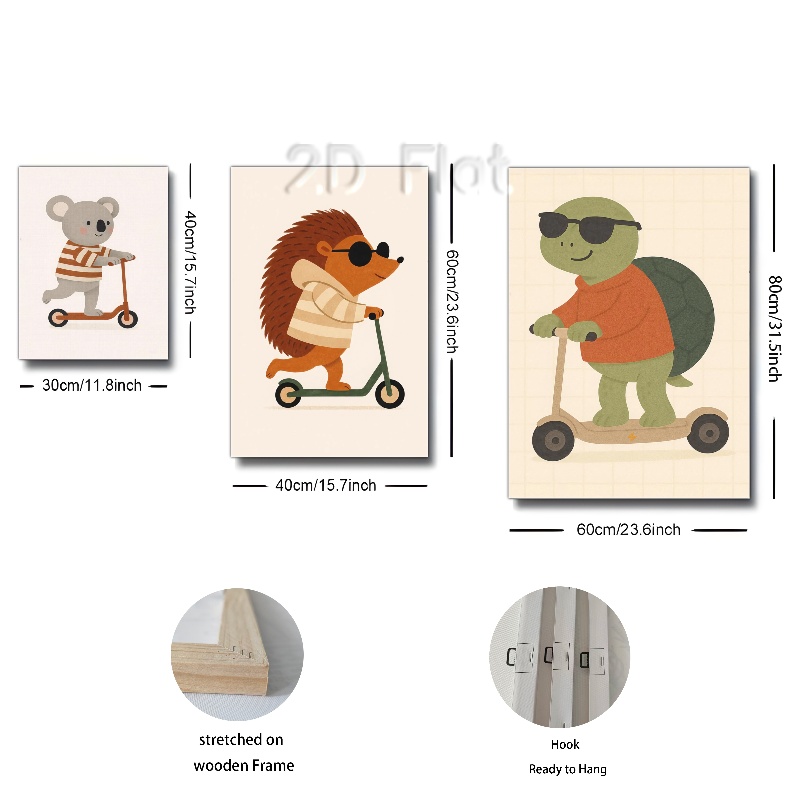 2D Flat
40cm/15.7inch
30cm/11.8inch
60cm/23.6inch
40cm/15.7inch
80cm/31.5inch
60cm/23.6inch
stretched on
wooden Frame
Hook
Ready to Hang